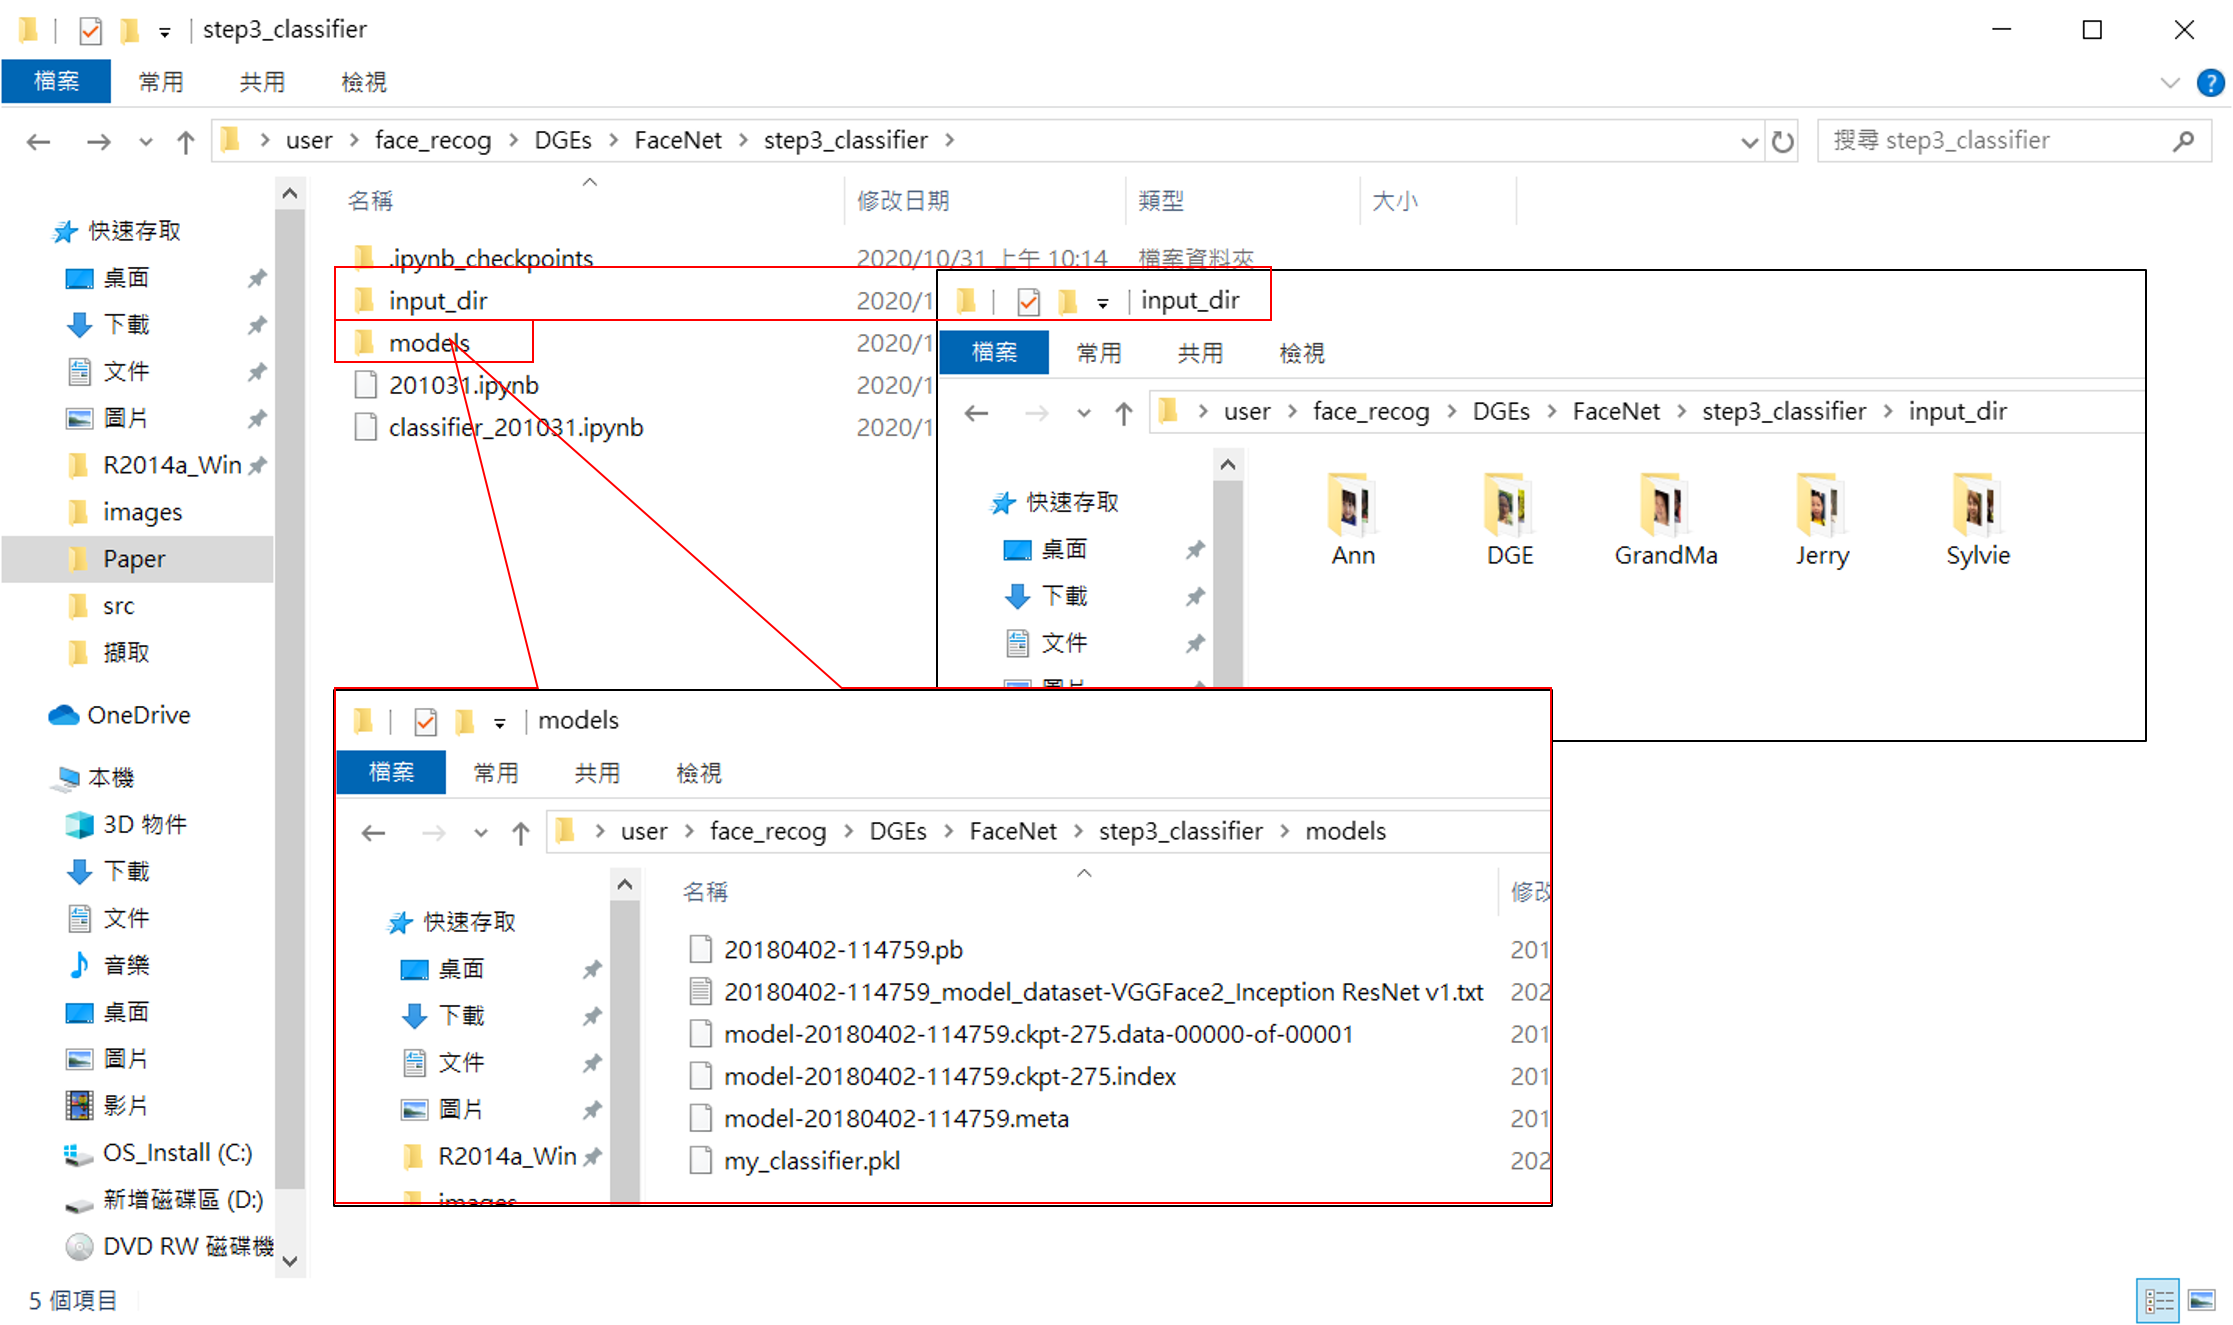 step3_classifier
檔案 常用 共用 檢視
user face_recog DGEs FaceNet step3_classifier
搜尋 step3_classifier
名稱 修改日期 類型 大小
快速存取
桌面
下載
文件
圖片
R2014a_Win
images
Paper
src
擷取
OneDrive
本機
3D 物件
下載
文件
音樂
桌面
圖片
影片
OS_Install (C:)
新增磁碟區 (D:)
DVD RW 磁碟機
5 個項目
.ipynb_checkpoints 2020/10/31 上午 10:14 檔案資料夾
input_dir 2020/1
models 2020/1
201031.ipynb 2020/1
classifier_201031.ipynb 2020/1
input_dir
檔案 常用 共用 檢視
user face_recog DGEs FaceNet step3_classifier input_dir
快速存取
桌面
下載
文件
圖片
Ann DGE GrandMa Jerry Sylvie
models
檔案 常用 共用 檢視
user face_recog DGEs FaceNet step3_classifier models
名稱 修改
快速存取
桌面
下載
文件
圖片
R2014a_Win
images
20180402-114759.pb 201
20180402-114759_model_dataset-VGGFace2_Inception ResNet v1.txt 202
model-20180402-114759.ckpt-275.data-00000-of-00001 201
model-20180402-114759.ckpt-275.index 201
model-20180402-114759.meta 201
my_classifier.pkl 202